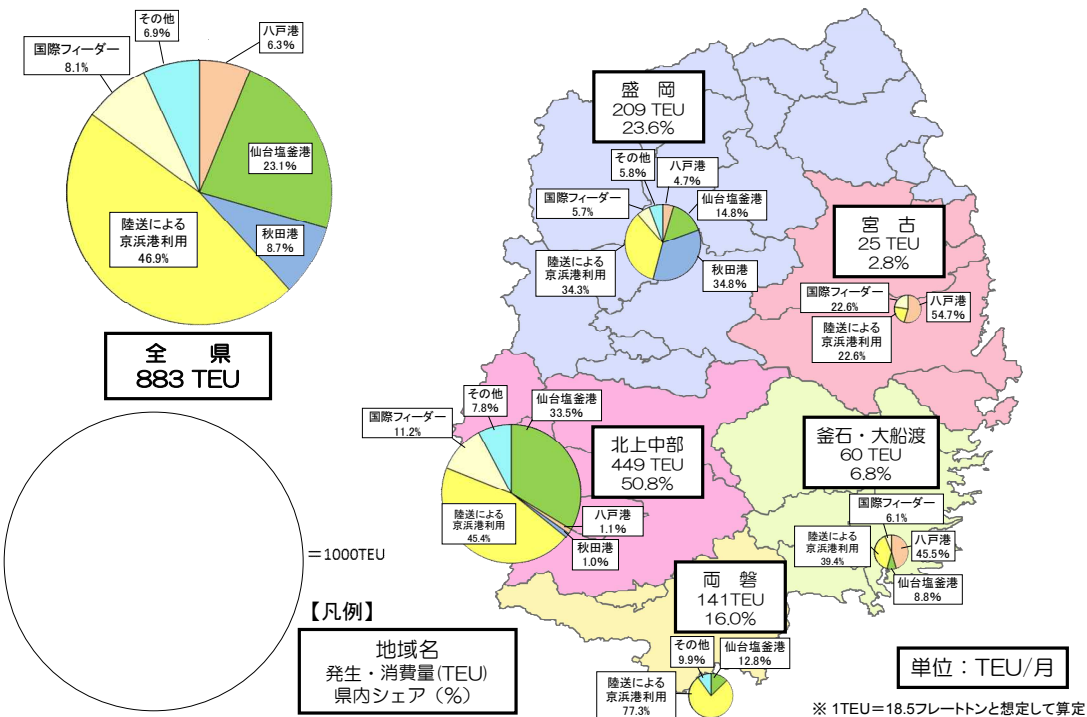 その他
6.9%
八戸港
6.3%
国際フィーダー
8.1%
仙台塩釜港
23.1%
陸送による
京浜港利用
46.9%
秋田港
8.7%
全 県
883 TEU
盛 岡
209 TEU
23.6%
その他
5.8%
八戸港
4.7%
国際フィーダー
5.7%
仙台塩釜港
14.8%
陸送による
京浜港利用
34.3%
秋田港
34.8%
宮 古
25 TEU
2.8%
国際フィーダー
22.6%
八戸港
54.7%
陸送による
京浜港利用
22.6%
その他
7.8%
仙台塩釜港
33.5%
国際フィーダー
11.2%
北上中部
449 TEU
50.8%
陸送による
京浜港利用
45.4%
八戸港
1.1%
秋田港
1.0%
釜石・大船渡
60 TEU
6.8%
国際フィーダー
6.1%
陸送による
京浜港利用
39.4%
八戸港
45.5%
仙台塩釜港
8.8%
両 磐
141TEU
16.0%
その他
9.9%
仙台塩釜港
12.8%
陸送による
京浜港利用
77.3%
=1000TEU
【凡例】
地域名
発生・消費量(TEU)
県内シェア(%)
単位:TEU/月
※ 1TEU=18.5フレートトンと想定して算定